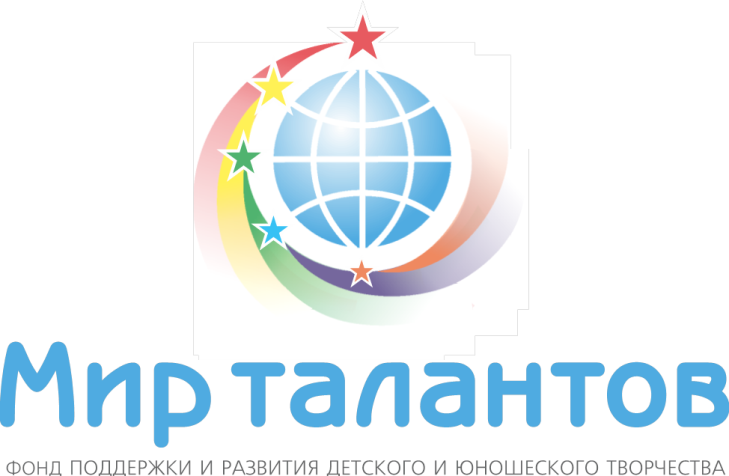 Мир талантов
ФОНД ПОДДЕРЖКИ И РАЗВИТИЯ ДЕТСКОГО И ЮНОШЕСКОГО ТВОРЧЕСТВА